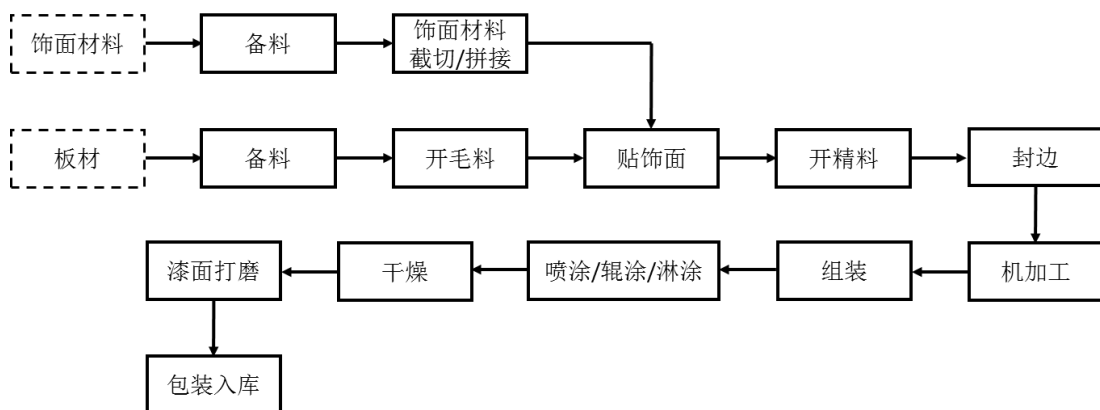 饰面材料
备料
饰面材料
截切/拼接
板材
备料
开毛料
贴饰面
开精料
封边
漆面打磨
干燥
喷涂/辊涂/淋涂
组装
机加工
包装入库